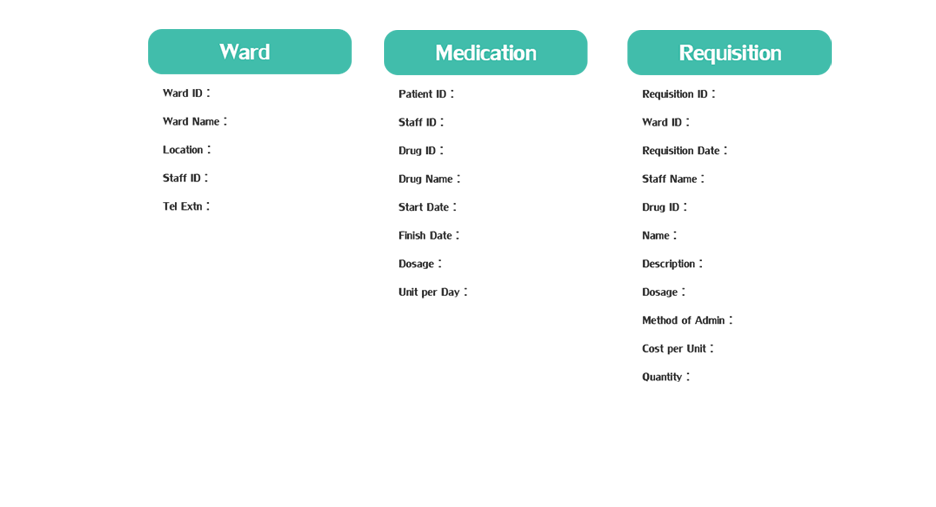 Ward
Ward ID :
Ward Name :
Location :
Staff ID :
Tel Extn :
Medication
Patient ID :
Staff ID :
Drug ID :
Drug Name :
Start Date :
Finish Date :
Dosage :
Unit per Day :
Requisition
Requisition ID :
Ward ID :
Requisition Date :
Staff Name :
Drug ID :
Name :
Description :
Dosage :
Method of Admin :
Cost per Unit :
Quantity :